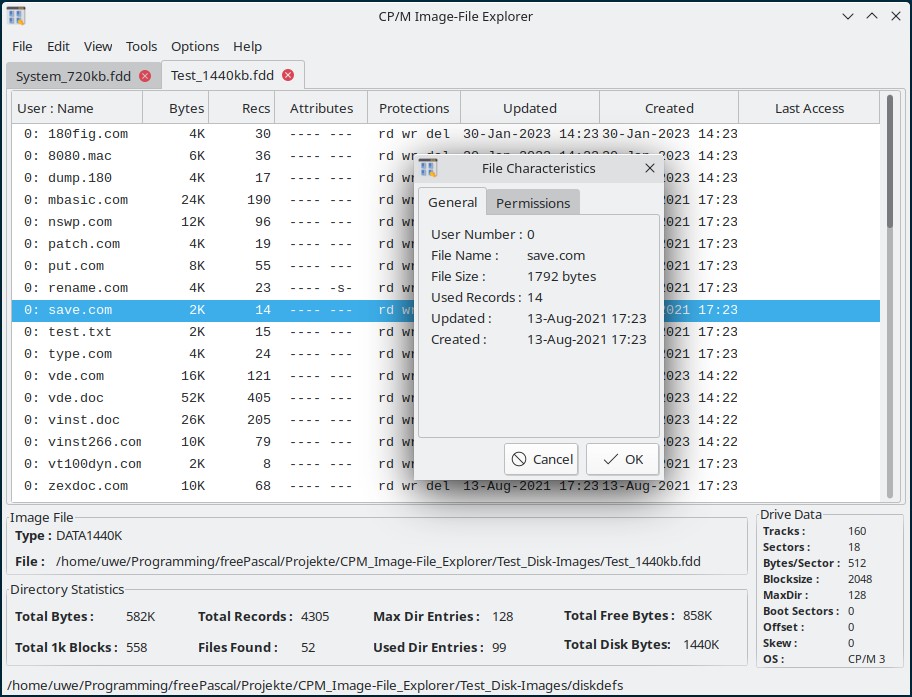 CP/M Image-File Explorer
File Edit View Tools Options Help
System_720kb.fdd Test_1440kb.fdd
User : Name Bytes Recs Attributes Protections Updated Created Last Access
0: 180fig.com 4K 30 ---- --- rd wr del 30-Jan-2023 14:23 30-Jan-2023 14:23
0: 8080.mac 6K 36 ---- --- rd wr 14:23
0: dump.180 4K 17 ---- --- rd wr 2023 14:23
0: mbasic.com 24K 190 ---- --- rd wr 021 17:23
0: nswp.com 12K 96 ---- --- rd wr 021 17:23
0: patch.com 4K 19 ---- --- rd wr 021 17:23
0: put.com 8K 55 ---- --- rd wr 021 17:23
0: rename.com 4K 23 ---- -s- rd wr 021 17:23
0: save.com 2K 14 ---- --- rd wr 021 17:23
0: test.txt 2K 15 ---- --- rd wr 021 17:23
0: type.com 4K 24 ---- --- rd wr 021 17:23
0: vde.com 16K 121 ---- --- rd wr 023 14:22
0: vde.doc 52K 405 ---- --- rd wr 023 14:22
0: vinst.doc 26K 205 ---- --- rd wr 023 14:22
0: vinst266.com 10K 79 ---- --- rd wr 023 14:22
0: vt100dyn.com 2K 8 ---- --- rd wr 021 17:23
0: zexdoc.com 10K 68 ---- --- rd wr del 13-Aug-2021 17:23 13-Aug-2021 17:23
File Characteristics
General Permissions
User Number : 0
File Name : save.com
File Size : 1792 bytes
Used Records : 14
Updated : 13-Aug-2021 17:23
Created : 13-Aug-2021 17:23
Cancel OK
Image File
Type : DATA1440K
File : /home/uwe/Programming/freePascal/Projekte/CPM_Image-File_Explorer/Test_Disk-Images/Test_1440kb.fdd
Directory Statistics
Total Bytes : 582K Total Records : 4305 Max Dir Entries : 128 Total Free Bytes : 858K
Total 1k Blocks : 558 Files Found : 52 Used Dir Entries : 99 Total Disk Bytes: 1440K
Drive Data
Tracks : 160
Sectors : 18
Bytes/Sector : 512
Blocksize : 2048
MaxDir : 128
Boot Sectors : 0
Offset : 0
Skew : 0
OS : CP/M 3
/home/uwe/Programming/freePascal/Projekte/CPM_Image-File_Explorer/Test_Disk-Images/diskdefs